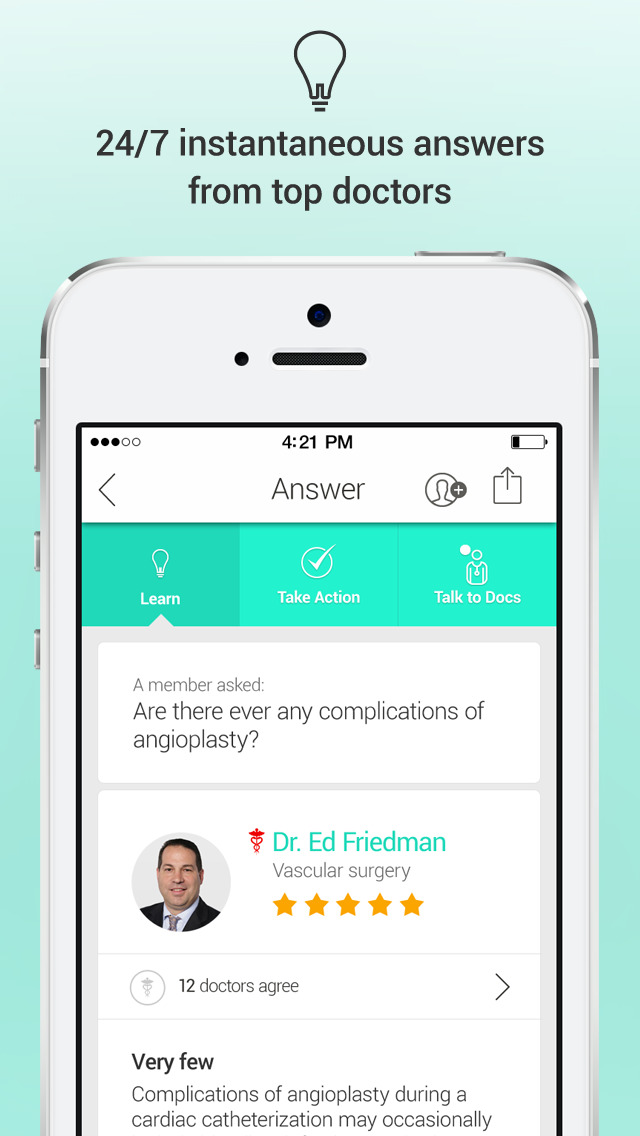 24/7 instantaneous answers
from top doctors
4:21 PM
Answer
Learn
Take Action
Talk to Docs
A member asked:
Are there ever any complications of
angioplasty?
Dr. Ed Friedman
Vascular surgery
12 doctors agree
Very few
Complications of angioplasty during a
cardiac catheterization may occasionally